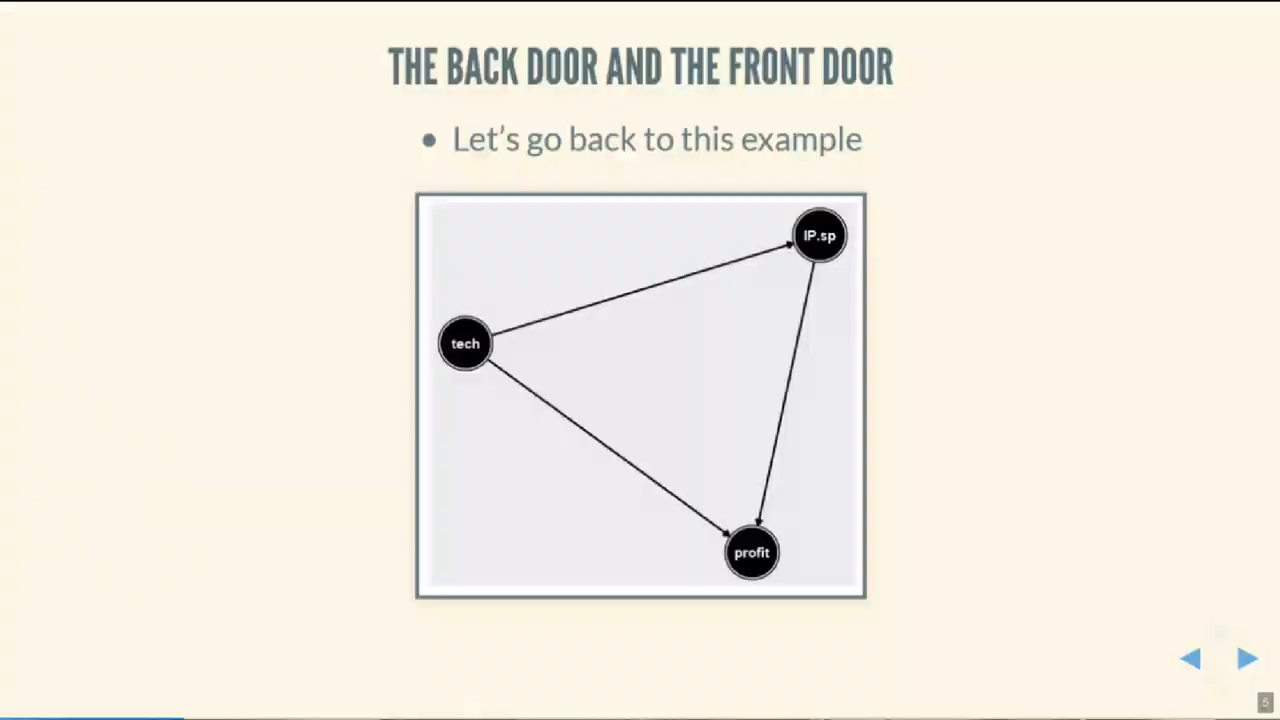 THE BACK DOOR AND THE FRONT DOOR
• Let's go back to this example
IP.sp
tech
profit
5